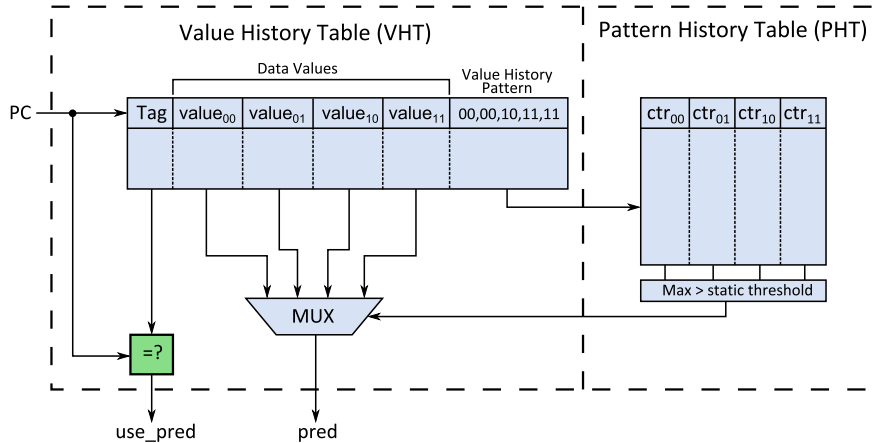 Value History Table (VHT)
Pattern History Table (PHT)
Data Values
Value History
Pattern
PC
Tag value00 value01 value10 value11 00,00,10,11,11
ctr00 ctr01 ctr10 ctr11
Max > static threshold
MUX
=?
use_pred
pred